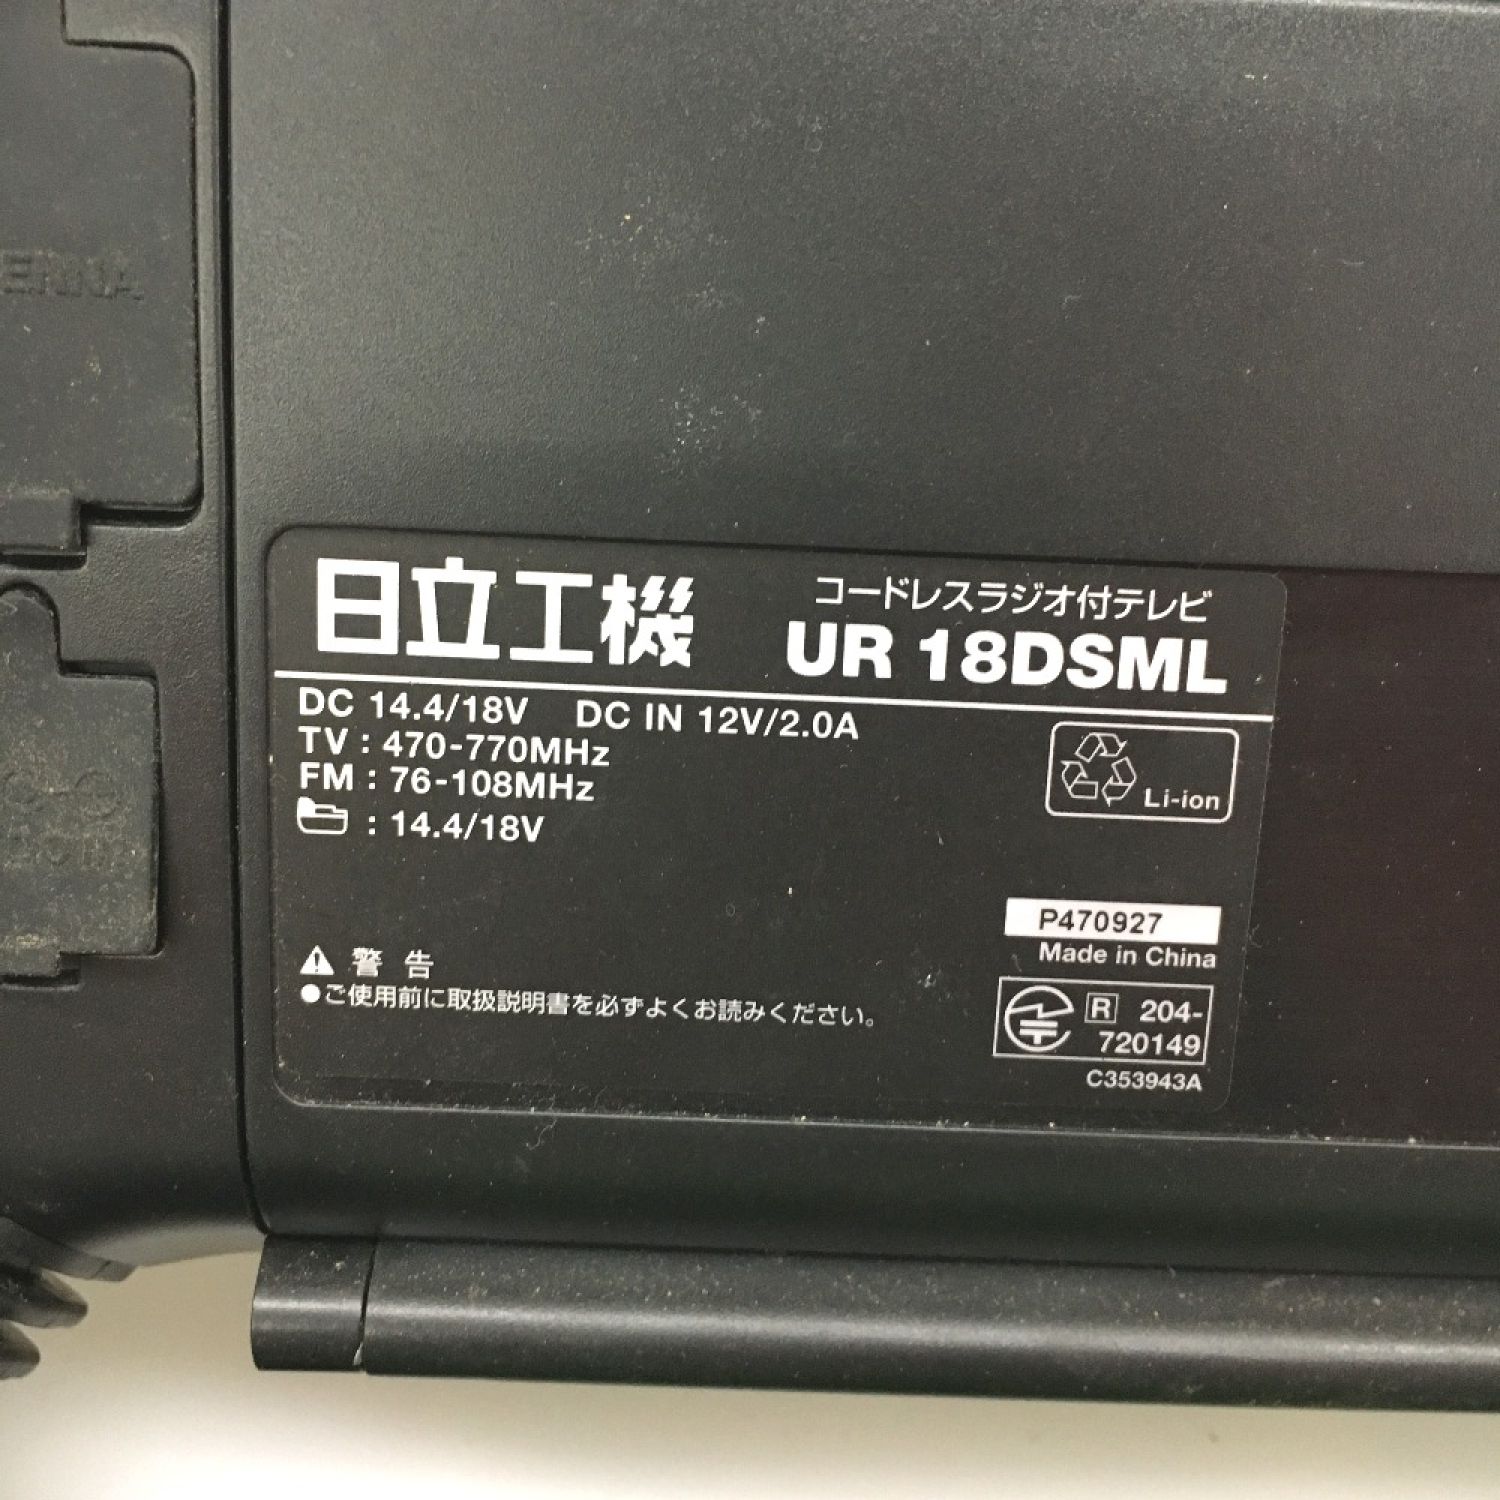 日立工機
コードレスラジオ付テレビ
UR 18DSML
DC 14.4/18V DC IN 12V/2.0A
TV : 470-770MHz
FM : 76-108MHz
: 14.4/18V
Li-ion
P470927
Made in China
警 告
●ご使用前に取扱説明書を必ずよくお読みください。
R 204-
720149
C353943A